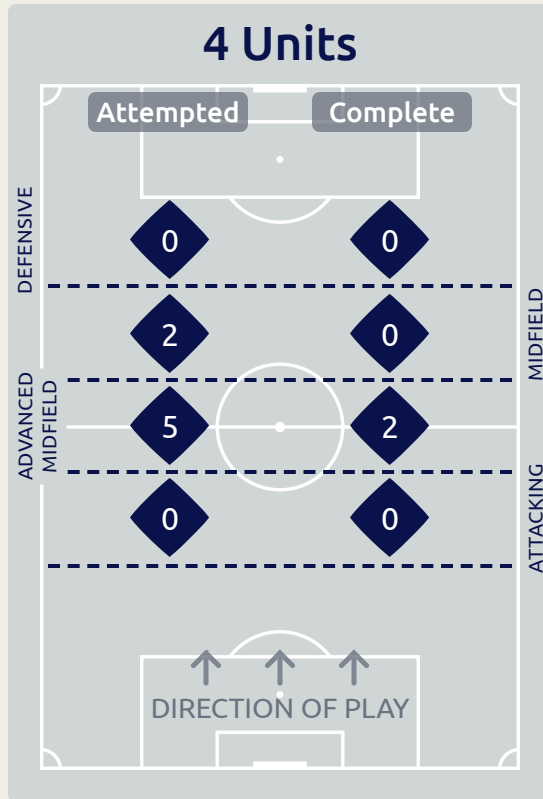 4 Units
Attempted Complete
DEFENSIVE
0 0
2 0
MIDFIELD
ADVANCED
MIDFIELD
5 2
0 0
ATTACKING
DIRECTION OF PLAY